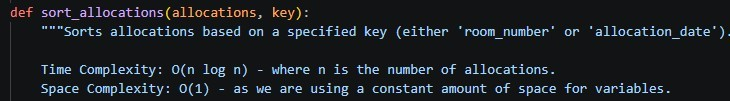 def sort_allocations(allocations, key):
"""Sorts allocations based on a specified key (either 'room_number' or 'allocation_date').
Time Complexity: O(n log n) - where n is the number of allocations.
Space Complexity: O(1) - as we are using a constant amount of space for variables.